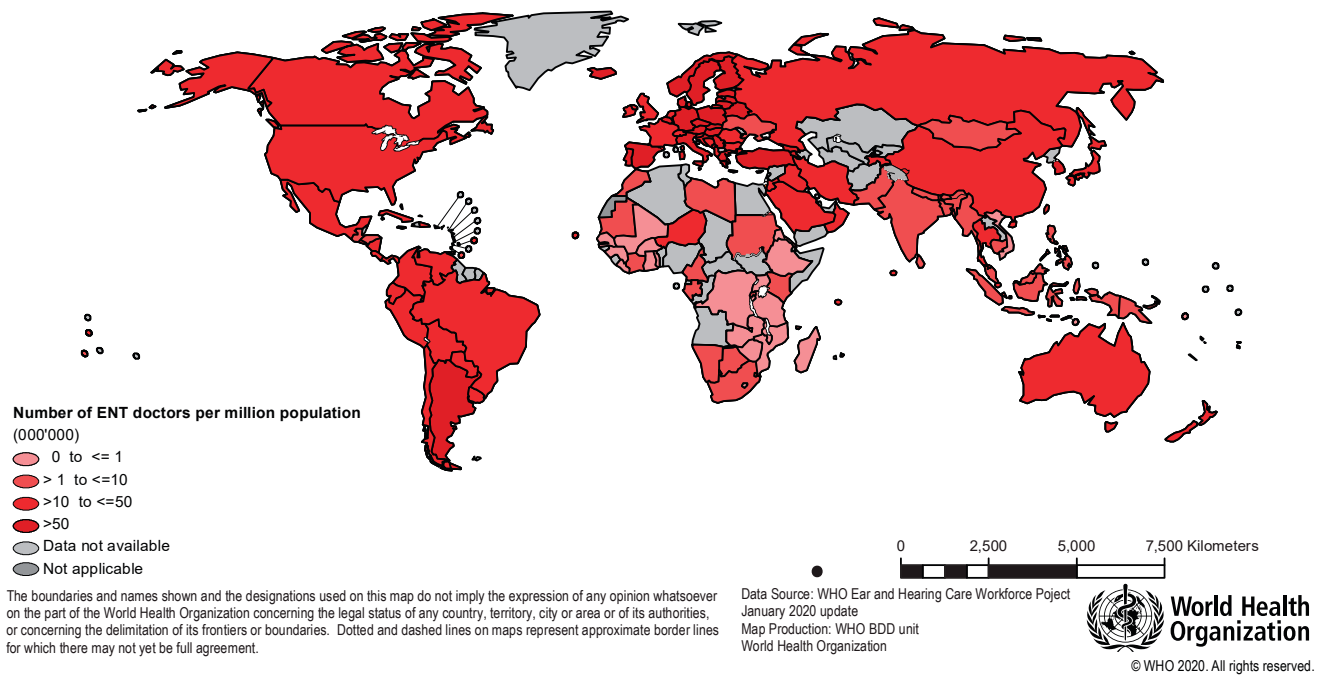 Number of ENT doctors per million population
(000'000)
0 to <= 1
> 1 to <=10
>10 to <=50
>50
Data not available
Not applicable
The boundaries and names shown and the designations used on this map do not imply the expression of any opinion whatsoever
on the part of the World Health Organization concerning the legal status of any country, territory, city or area or of its authorities,
or concerning the delimitation of its frontiers or boundaries. Dotted and dashed lines on maps represent approximate border lines
for which there may not yet be full agreement.
0 2,500 5,000 7,500 Kilometers
Data Source: WHO Ear and Hearing Care Workforce Poject
January 2020 update
Map Production: WHO BDD unit
World Health Organization
World Health
Organization
© WHO 2020. All rights reserved.